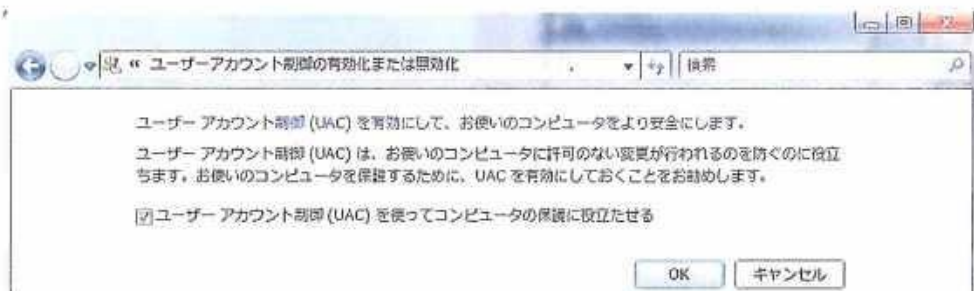 « ユーザーアカウント制御の有効化または無効化
検索
ユーザー アカウント制御 (UAC) を有効にして、お使いのコンピュータをより安全にします。
ユーザー アカウント制御 (UAC) は、お使いのコンピュータに許可のない変更が行われるのを防ぐのに役立
ちます。お使いのコンピュータを保護するために、UAC を有効にしておくことをお勧めします。
ユーザー アカウント制御 (UAC) を使ってコンピュータの保護に役立たせる
OK
キャンセル